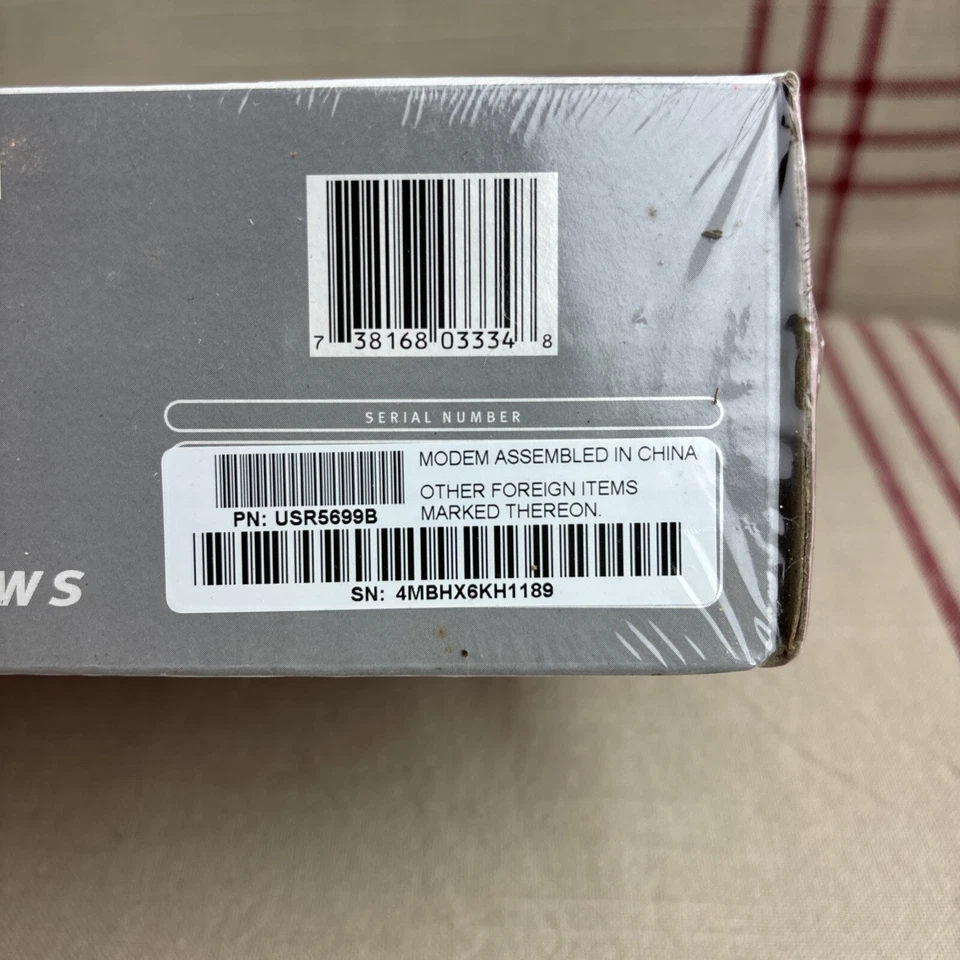 7 38168 03334 8
SERIAL NUMBER
MODEM ASSEMBLED IN CHINA
OTHER FOREIGN ITEMS
MARKED THEREON.
PN: USR5699B
SN: 4MBHX6KH1189
WS